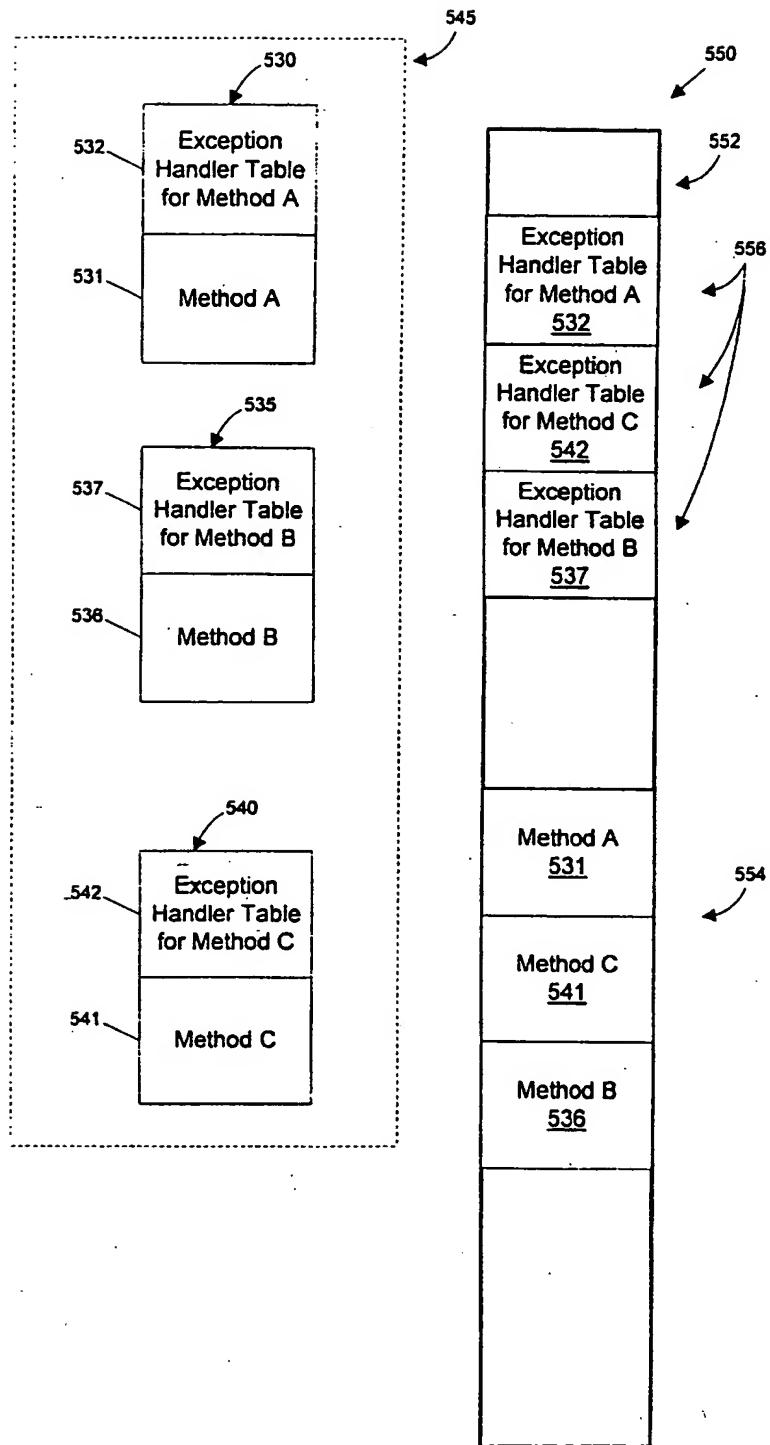 545
530
532
Exception
Handler Table
for Method A
531
Method A
535
537
Exception
Handler Table
for Method B
536
Method B
540
542
Exception
Handler Table
for Method C
541
Method C
550
552
Exception
Handler Table
for Method A
532
556
Exception
Handler Table
for Method C
542
Exception
Handler Table
for Method B
537
Method A
531
554
Method C
541
Method B
536